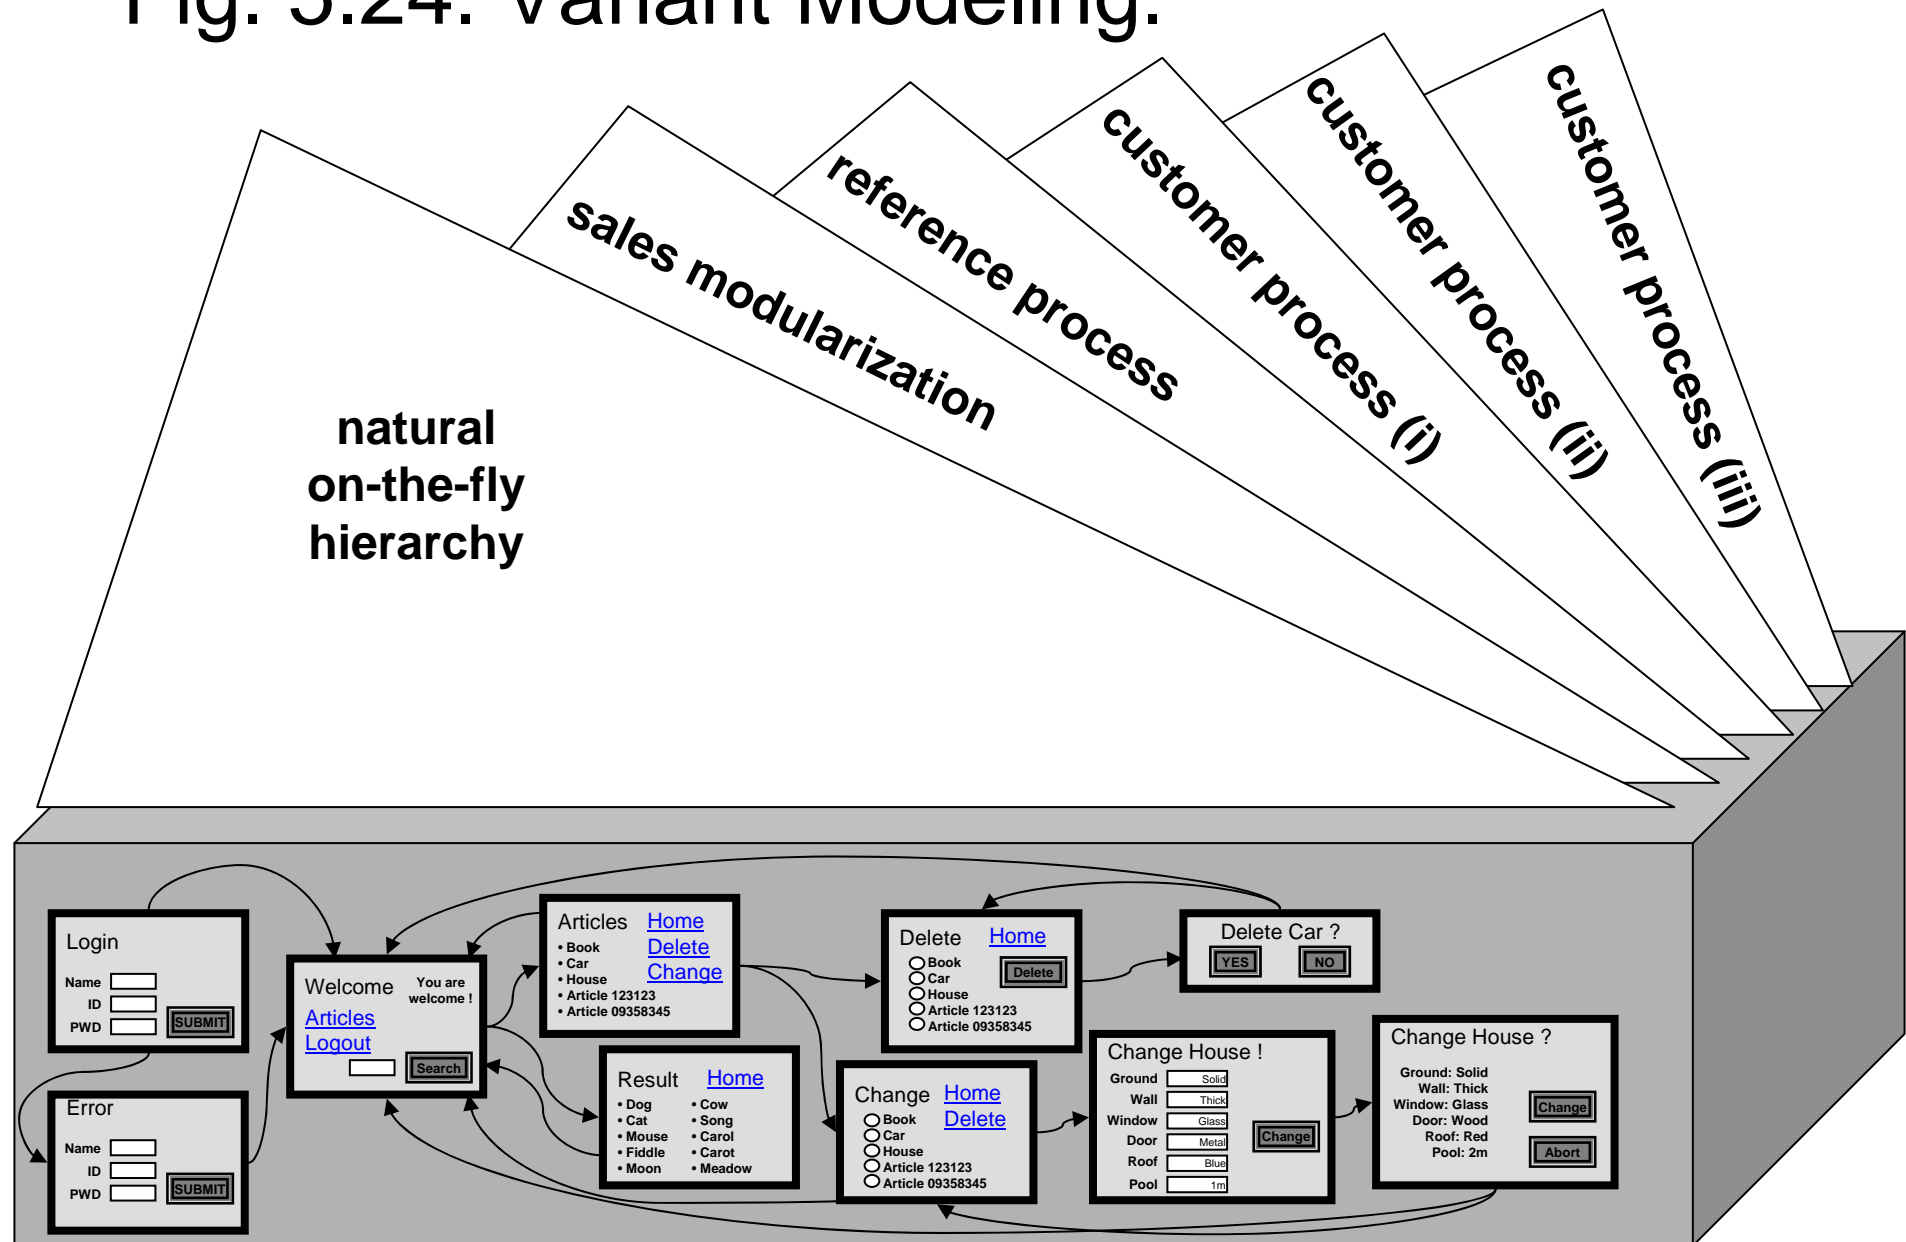 Fig. 5.24. Variant Modeling.
natural
on-the-fly
hierarchy
sales modularization
reference process
customer process (i)
customer process (ii)
customer process (iii)
Login
Name
ID
PWD
SUBMIT
Error
Name
ID
PWD
SUBMIT
Welcome
You are
welcome !
Articles
Logout
Search
Articles
Home
Delete
Change
• Book
• Car
• House
• Article 123123
• Article 09358345
Result
Home
• Dog
• Cat
• Mouse
• Fiddle
• Moon
• Cow
• Song
• Carol
• Carot
• Meadow
Delete
Home
Book
Car
House
Article 123123
Article 09358345
Delete
Change
Home
Delete
Book
Car
House
Article 123123
Article 09358345
Delete Car ?
YES
NO
Change House !
Ground Solid
Wall Thick
Window Glass
Door Metal
Roof Blue
Pool 1m
Change
Change House ?
Ground: Solid
Wall: Thick
Window: Glass
Door: Wood
Roof: Red
Pool: 2m
Change
Abort